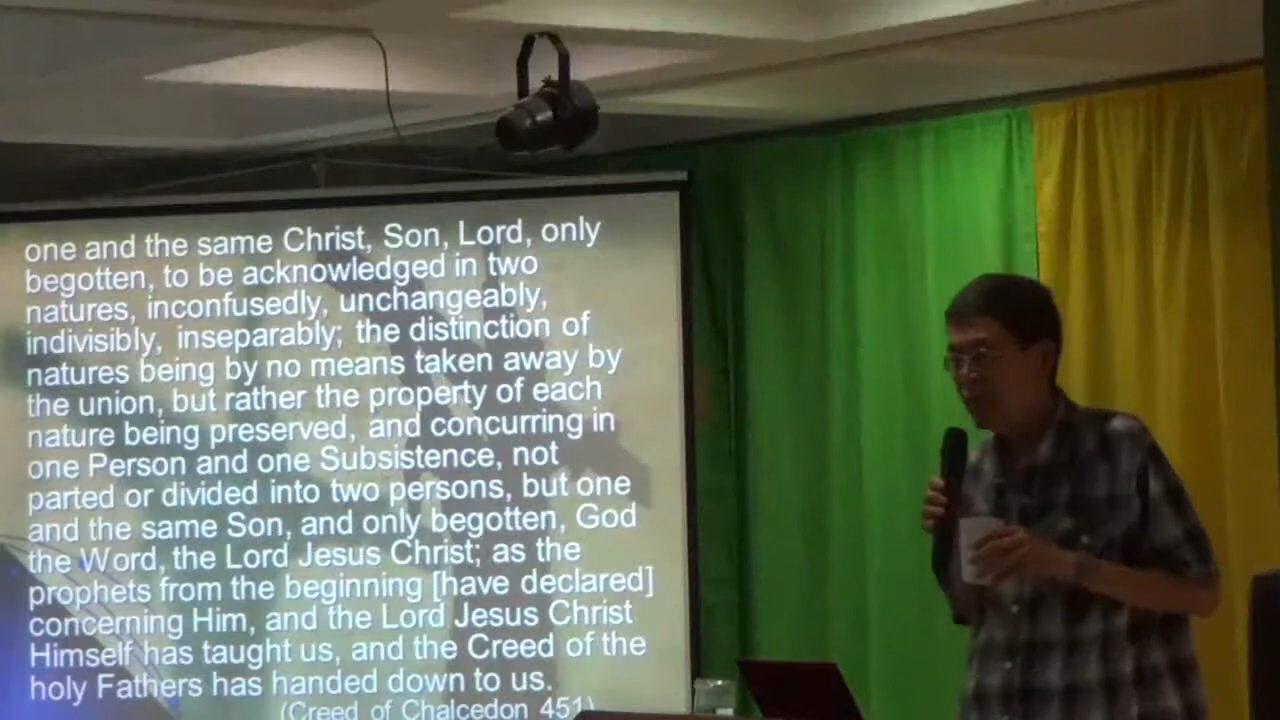 one and the same Christ, Son, Lord, only
begotten, to be acknowledged in two
natures, inconfusedly, unchangeably,
indivisibly, inseparably; the distinction of
natures being by no means taken away by
the union, but rather the property of each
nature being preserved, and concurring in
one Person and one Subsistence, not
parted or divided into two persons, but one
and the same Son, and only begotten, God
the Word, the Lord Jesus Christ; as the
prophets from the beginning [have declared]
concerning Him, and the Lord Jesus Christ
Himself has taught us, and the Creed of the
holy Fathers has handed down to us.
(Creed of Chalcedon 451)